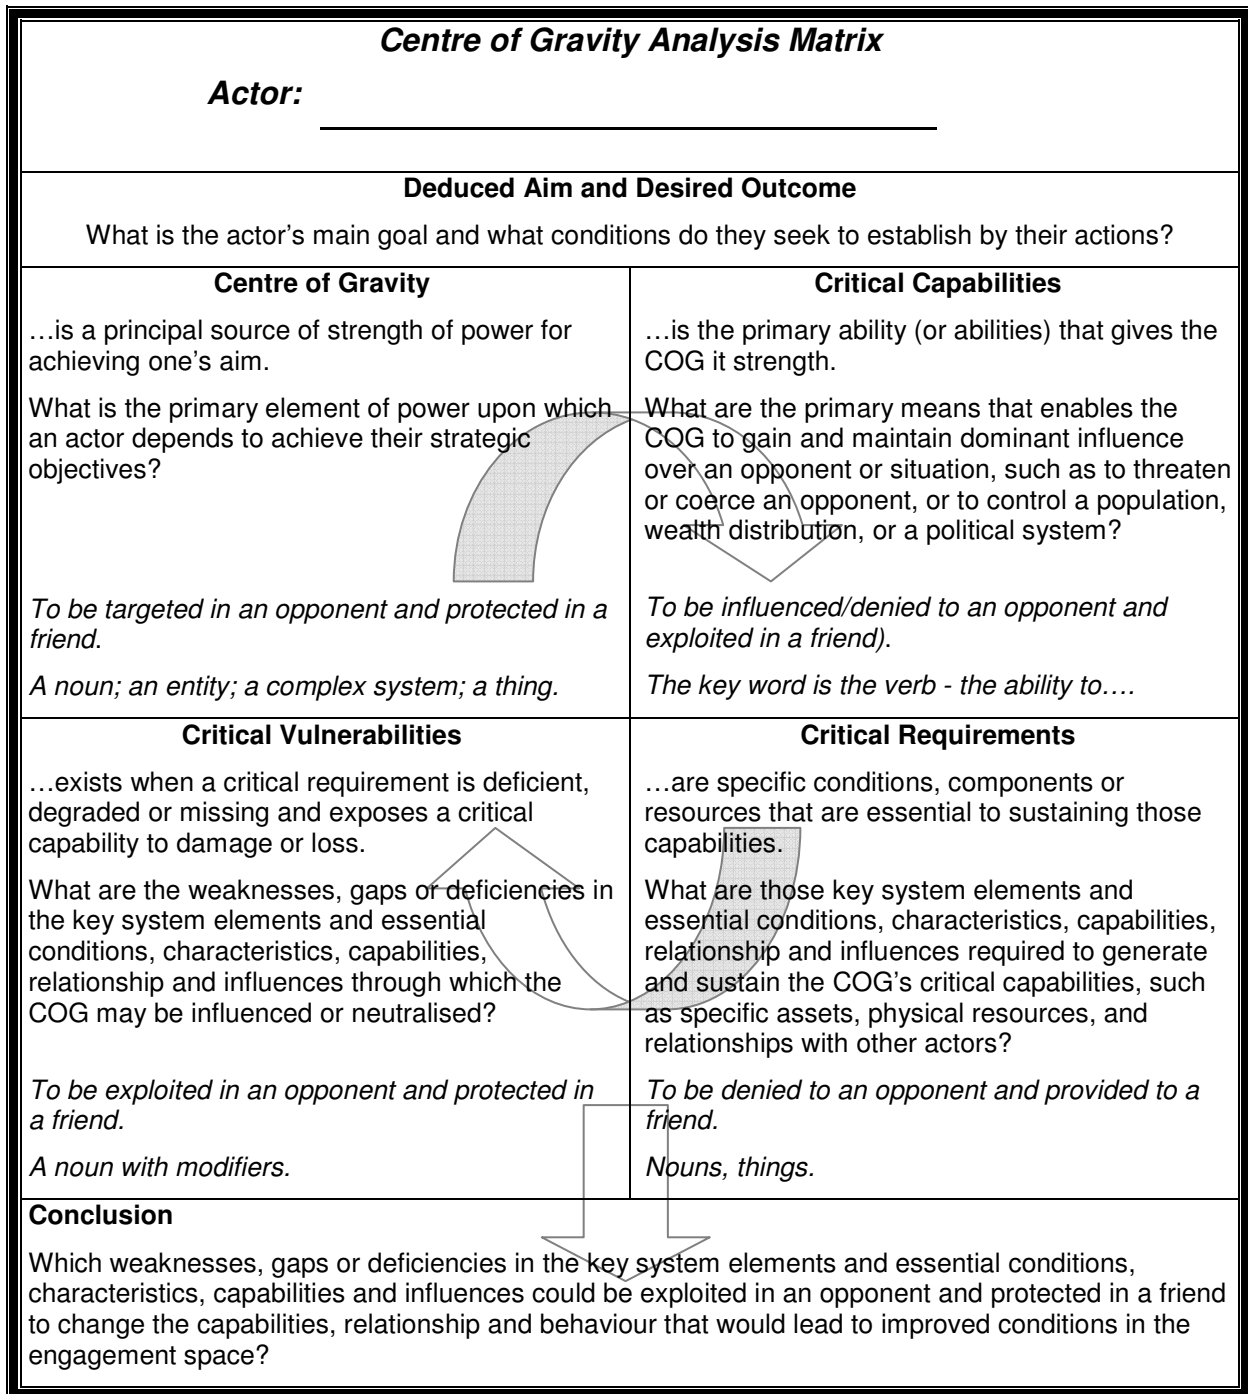 Centre of Gravity Analysis Matrix
Actor:
Deduced Aim and Desired Outcome
What is the actor's main goal and what conditions do they seek to establish by their actions?
Centre of Gravity
…is a principal source of strength of power for
achieving one's aim.
What is the primary element of power upon which
an actor depends to achieve their strategic
objectives?
To be targeted in an opponent and protected in a
friend.
A noun; an entity; a complex system; a thing.
Critical Capabilities
…is the primary ability (or abilities) that gives the
COG it strength.
What are the primary means that enables the
COG to gain and maintain dominant influence
over an opponent or situation, such as to threaten
or coerce an opponent, or to control a population,
wealth distribution, or a political system?
To be influenced/denied to an opponent and
exploited in a friend).
The key word is the verb - the ability to….
Critical Vulnerabilities
…exists when a critical requirement is deficient,
degraded or missing and exposes a critical
capability to damage or loss.
What are the weaknesses, gaps or deficiencies in
the key system elements and essential
conditions, characteristics, capabilities,
relationship and influences through which the
COG may be influenced or neutralised?
To be exploited in an opponent and protected in
a friend.
A noun with modifiers.
Critical Requirements
…are specific conditions, components or
resources that are essential to sustaining those
capabilities.
What are those key system elements and
essential conditions, characteristics, capabilities,
relationship and influences required to generate
and sustain the COG's critical capabilities, such
as specific assets, physical resources, and
relationships with other actors?
To be denied to an opponent and provided to a
friend.
Nouns, things.
Conclusion
Which weaknesses, gaps or deficiencies in the key system elements and essential conditions,
characteristics, capabilities and influences could be exploited in an opponent and protected in a friend
to change the capabilities, relationship and behaviour that would lead to improved conditions in the
engagement space?